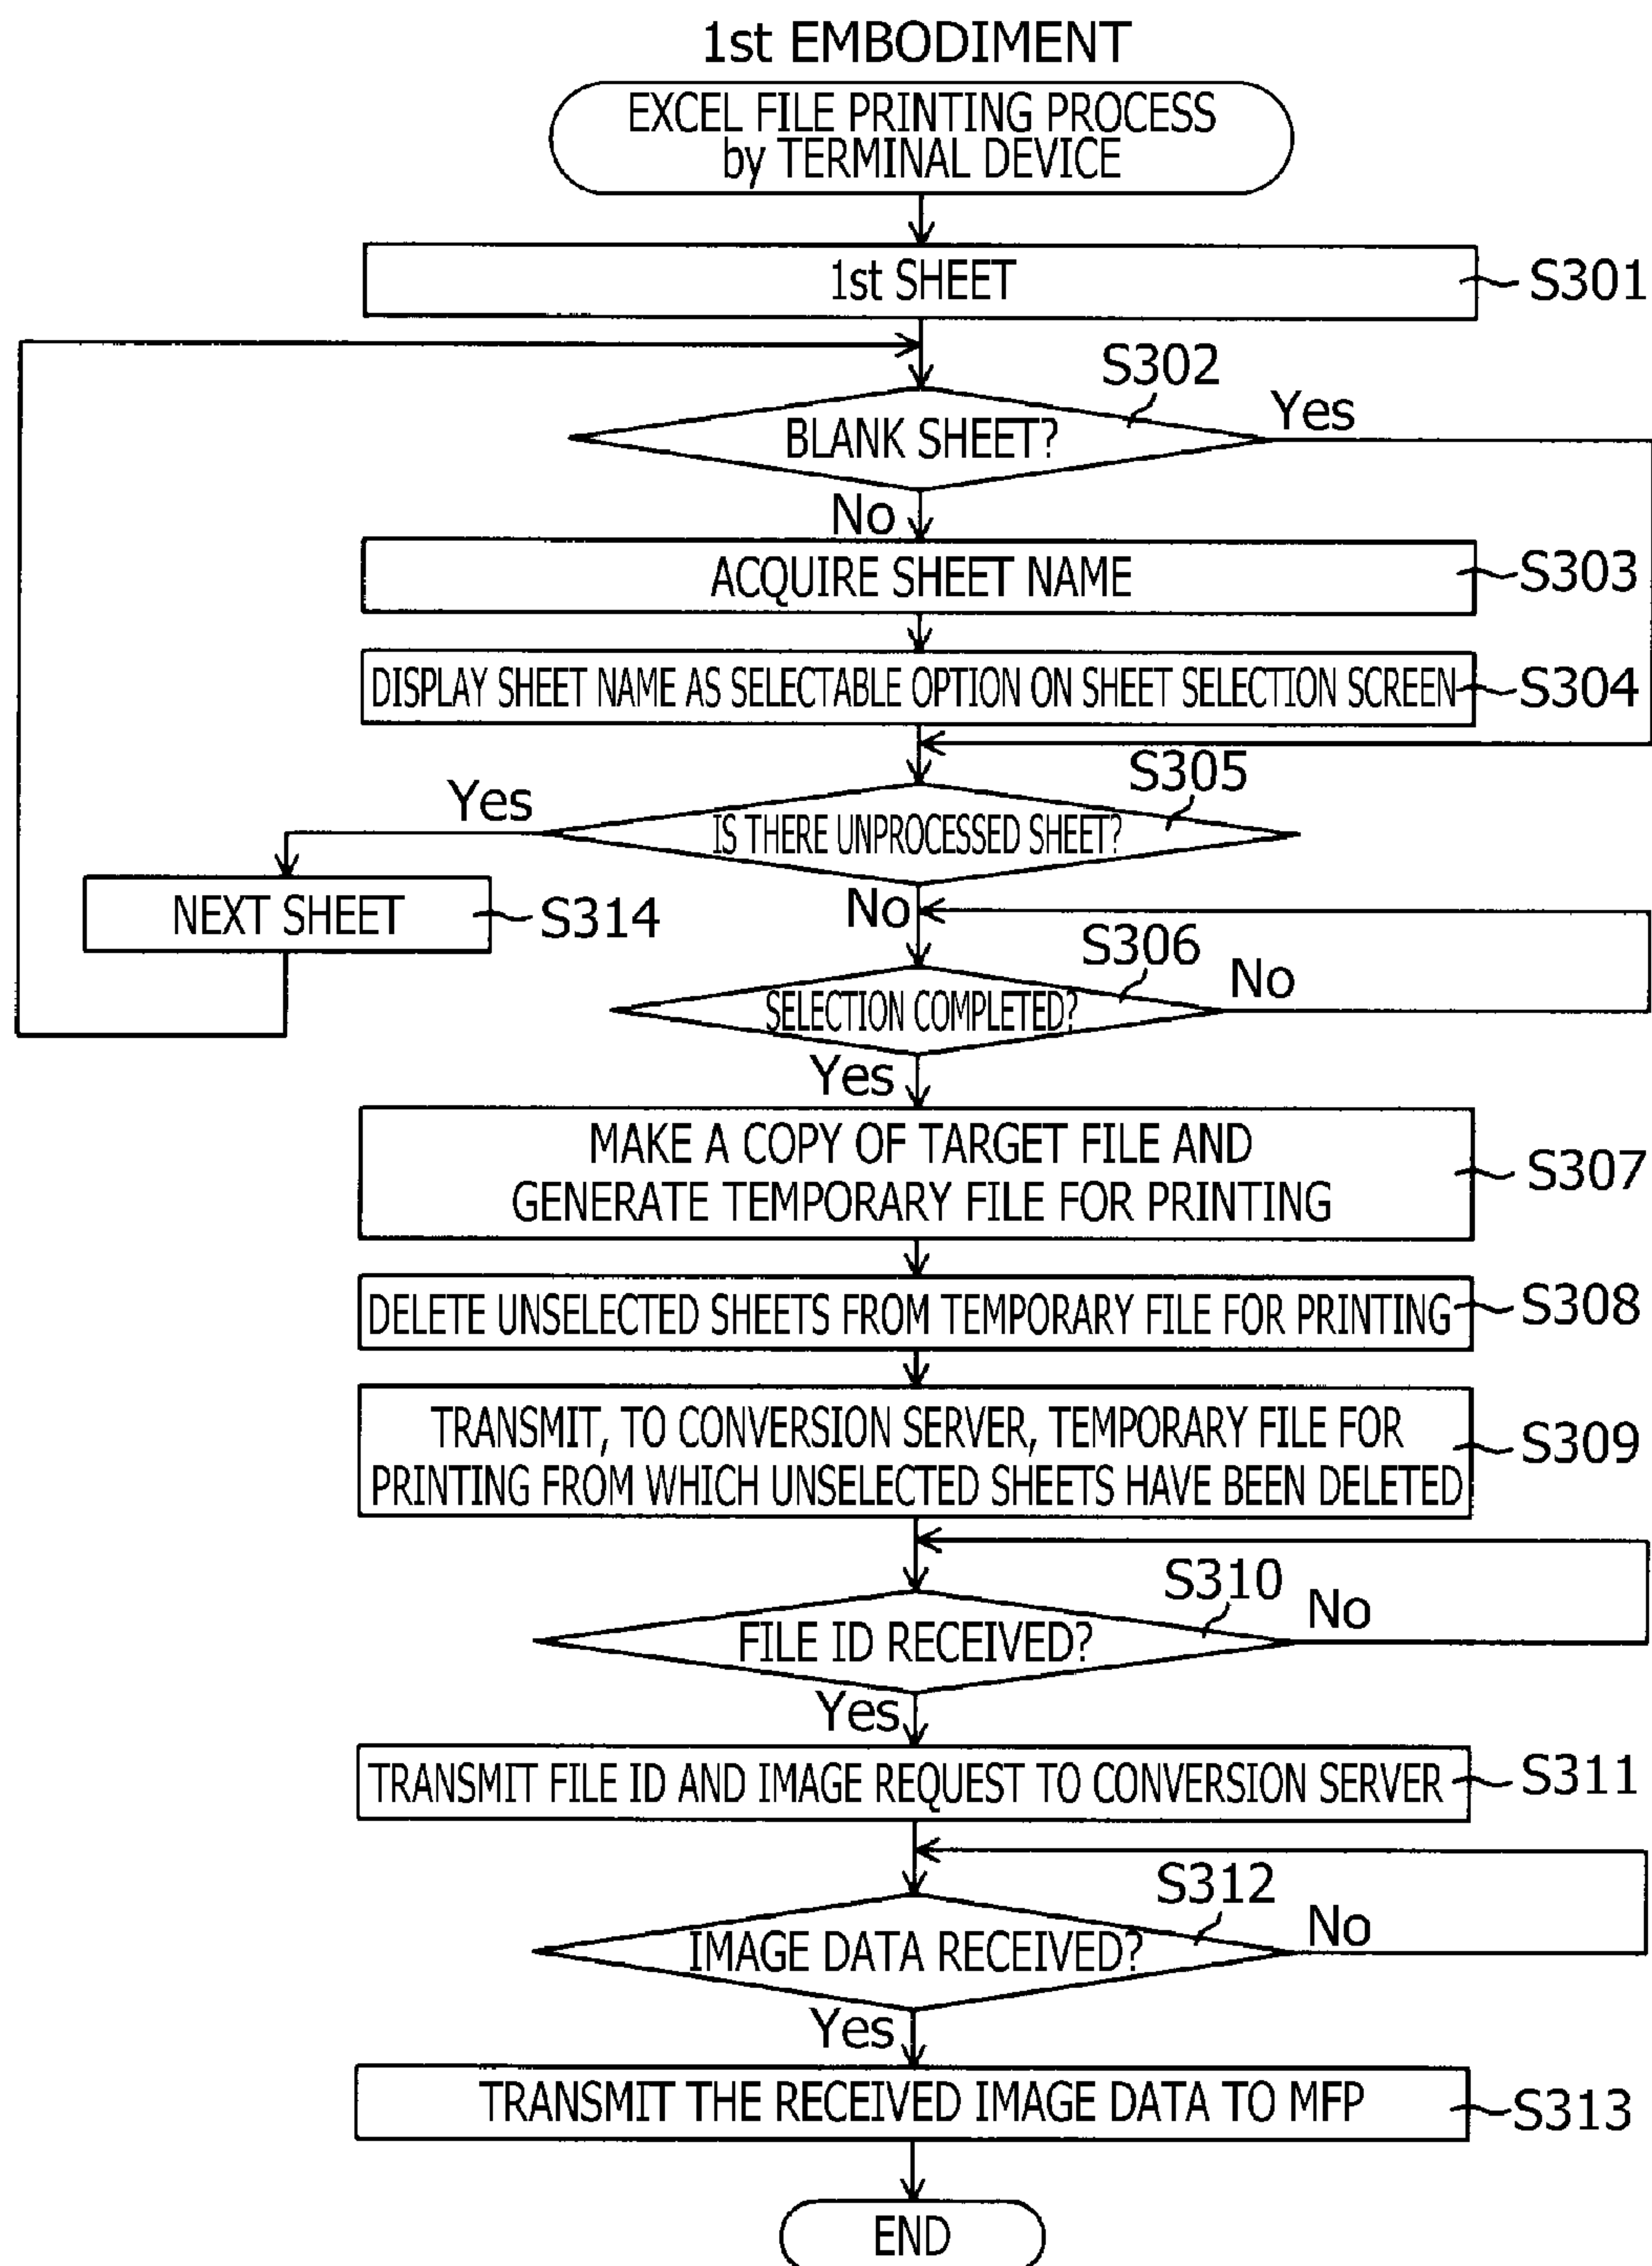 1st EMBODIMENT
EXCEL FILE PRINTING PROCESS
by TERMINAL DEVICE
1st SHEET
S301
S302
BLANK SHEET?
Yes
No
ACQUIRE SHEET NAME
S303
DISPLAY SHEET NAME AS SELECTABLE OPTION ON SHEET SELECTION SCREEN
S304
S305
Yes
IS THERE UNPROCESSED SHEET?
NEXT SHEET
S314
No
S306
No
SELECTION COMPLETED?
Yes
MAKE A COPY OF TARGET FILE AND
GENERATE TEMPORARY FILE FOR PRINTING
S307
DELETE UNSELECTED SHEETS FROM TEMPORARY FILE FOR PRINTING
S308
TRANSMIT, TO CONVERSION SERVER, TEMPORARY FILE FOR
PRINTING FROM WHICH UNSELECTED SHEETS HAVE BEEN DELETED
S309
S310
No
FILE ID RECEIVED?
Yes
TRANSMIT FILE ID AND IMAGE REQUEST TO CONVERSION SERVER
S311
S312
No
IMAGE DATA RECEIVED?
Yes
TRANSMIT THE RECEIVED IMAGE DATA TO MFP
S313
END